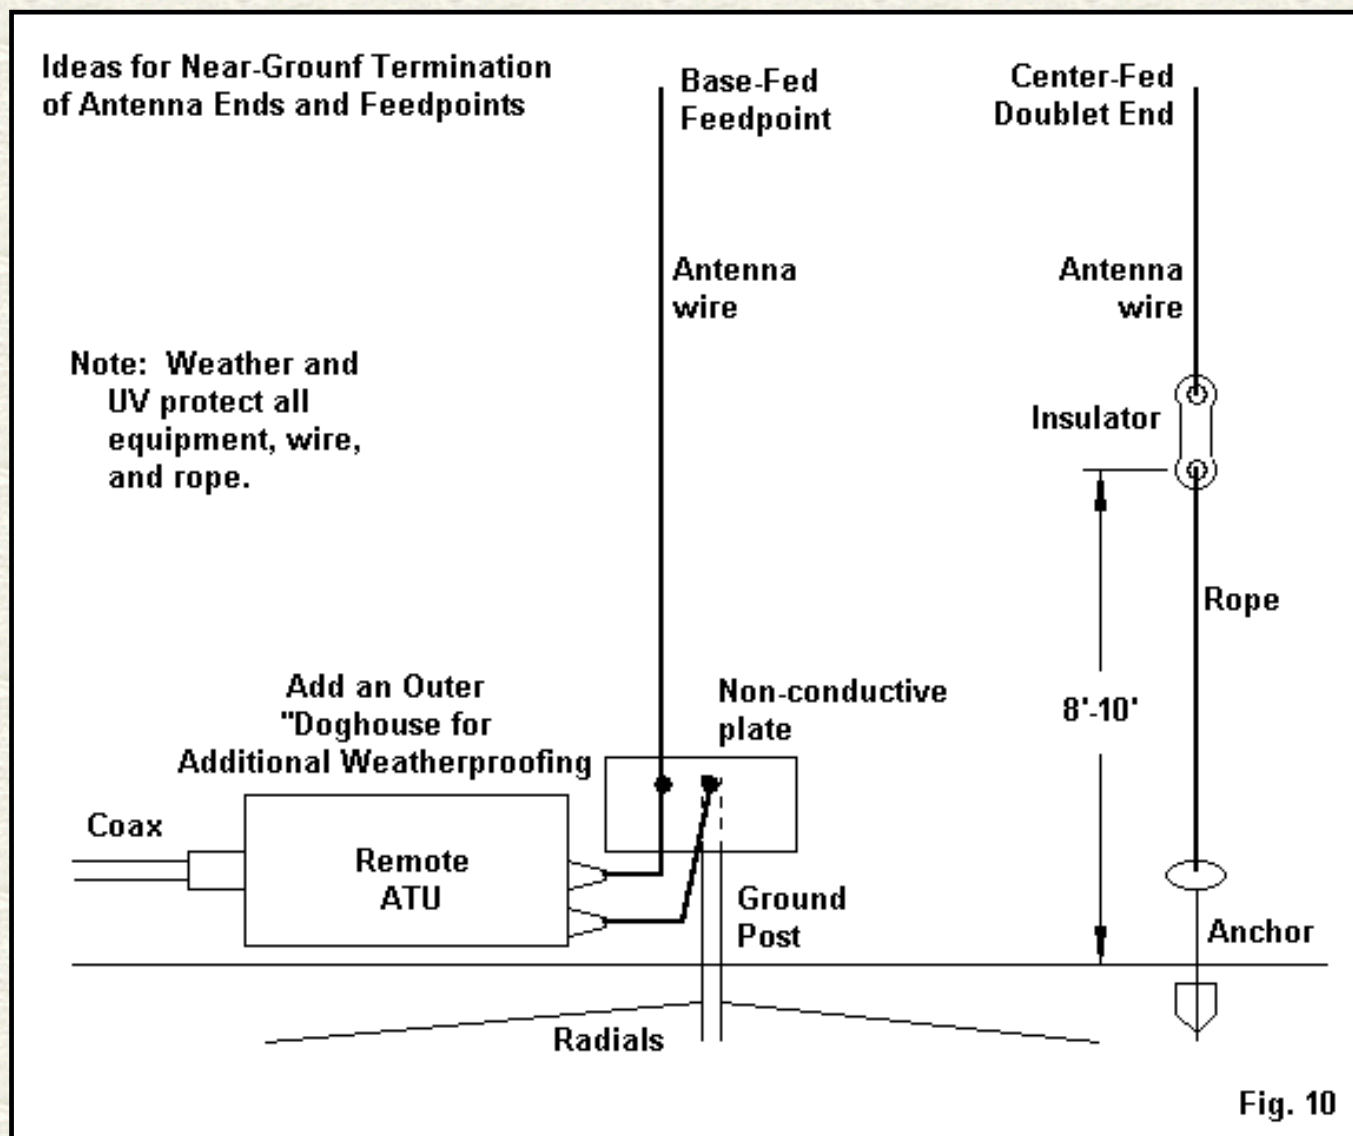 Ideas for Near-Grounf Termination
of Antenna Ends and Feedpoints
Base-Fed
Feedpoint
Center-Fed
Doublet End
Antenna
wire
Antenna
wire
Note: Weather and
UV protect all
equipment, wire,
and rope.
Insulator
Rope
Add an Outer
"Doghouse for
Additional Weatherproofing
Non-conductive
plate
8'-10'
Coax
Remote
ATU
Ground
Post
Anchor
Radials
Fig. 10